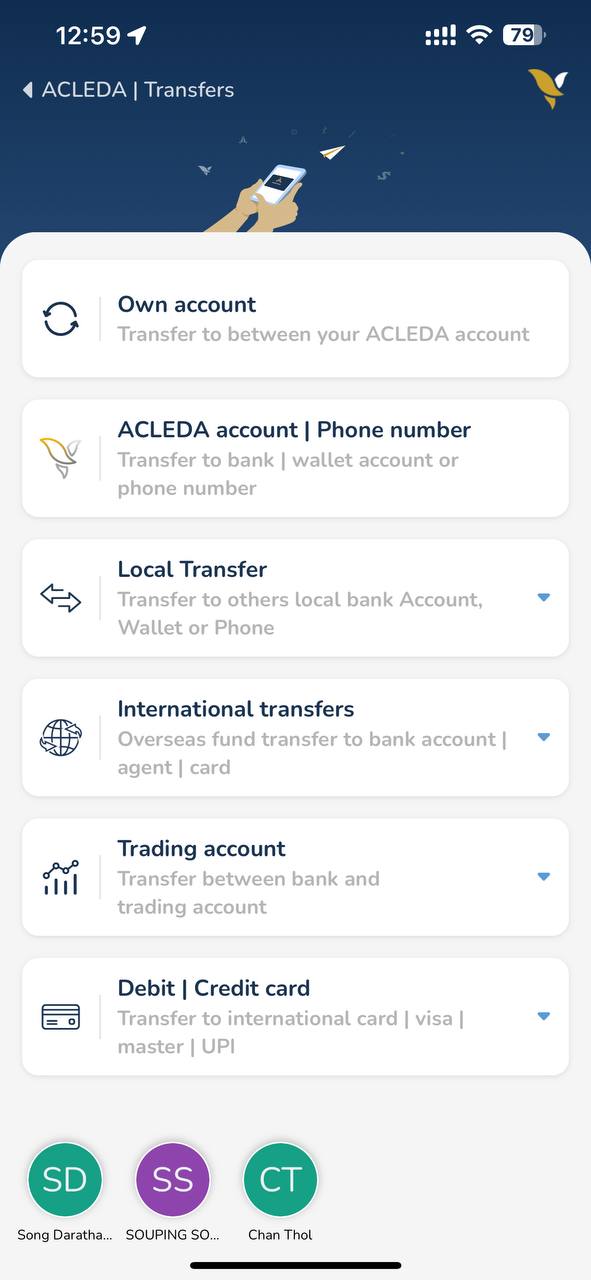 12:59
79
ACLEDA | Transfers
Own account
Transfer to between your ACLEDA account
ACLEDA account | Phone number
Transfer to bank | wallet account or
phone number
Local Transfer
Transfer to others local bank Account,
Wallet or Phone
International transfers
Overseas fund transfer to bank account |
agent | card
Trading account
Transfer between bank and
trading account
Debit | Credit card
Transfer to international card | visa |
master | UPI
SD
SS
CT
Song Daratha...
SOUPING SO...
Chan Thol